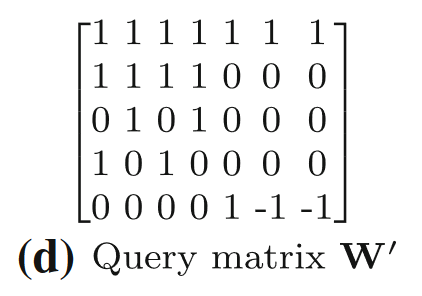 1 1 1 1 1 1 1
1 1 1 1 0 0 0
0 1 0 1 0 0 0
1 0 1 0 0 0 0
0 0 0 0 1 -1 -1
(d) Query matrix W′